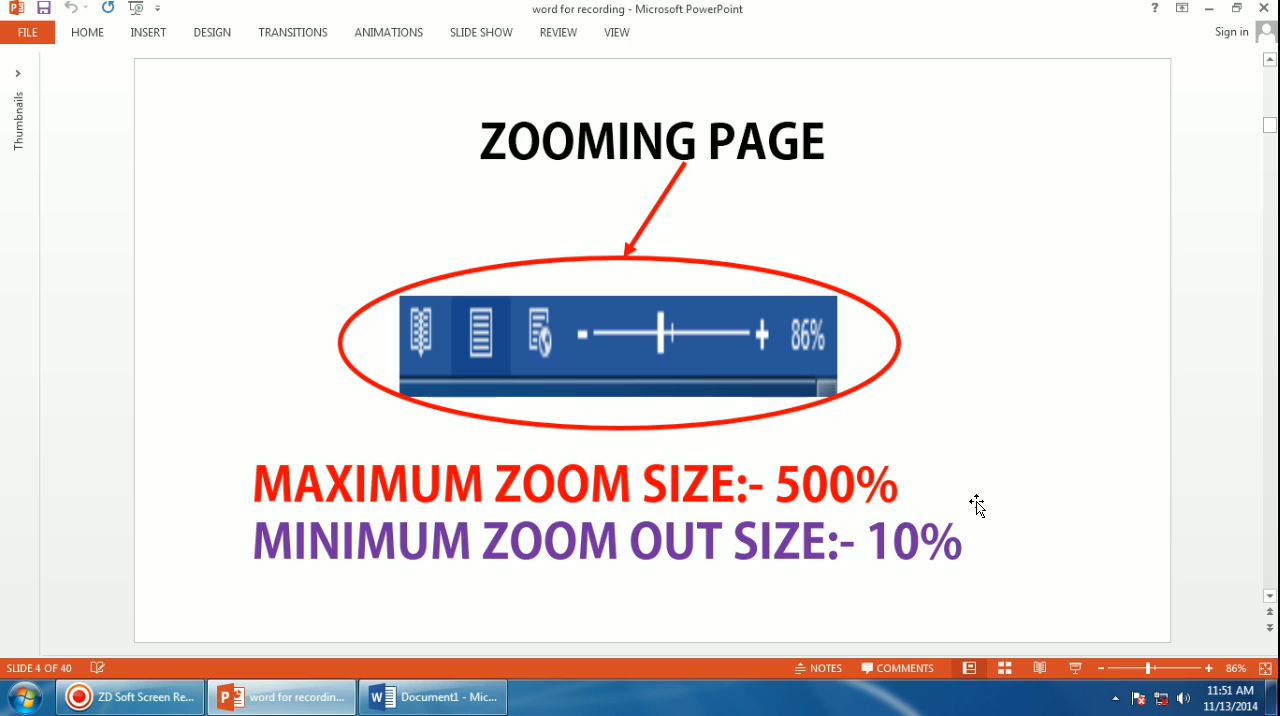 word for recording - Microsoft PowerPoint
FILE HOME INSERT DESIGN TRANSITIONS ANIMATIONS SLIDE SHOW REVIEW VIEW Sign in
Thumbnails
ZOOMING PAGE
86%
MAXIMUM ZOOM SIZE:- 500%
MINIMUM ZOOM OUT SIZE:- 10%
SLIDE 4 OF 40 NOTES COMMENTS 86%
ZD Soft Screen Re... word for recordin... Document1 - Mic... 11:51 AM
11/13/2014